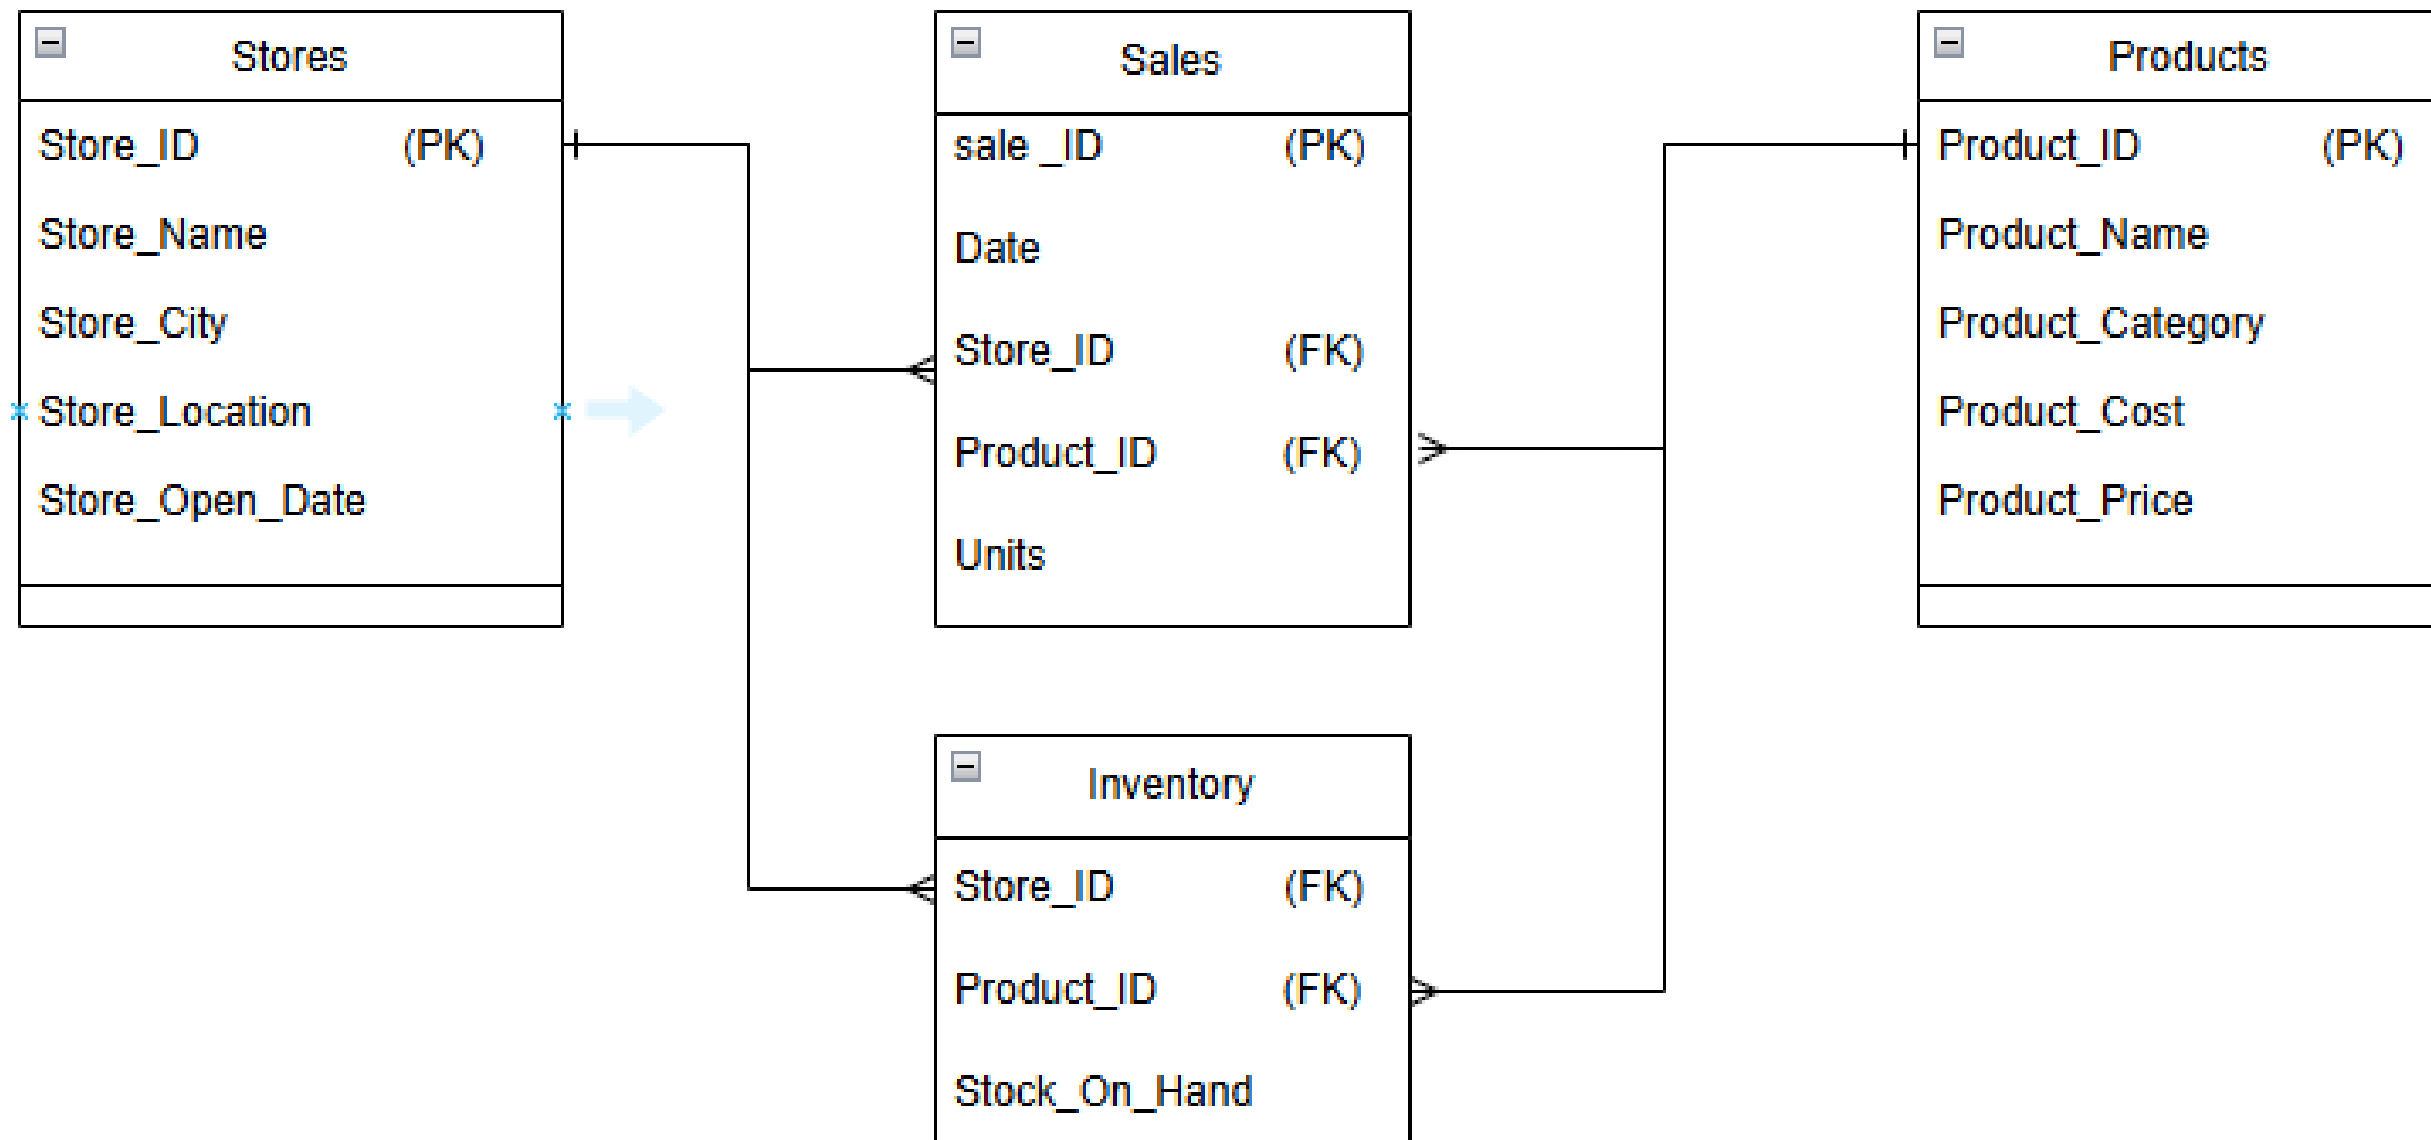 Stores
Store_ID (PK)
Store_Name
Store_City
Store_Location
Store_Open_Date
Sales
sale _ID (PK)
Date
Store_ID (FK)
Product_ID (FK)
Units
Products
Product_ID (PK)
Product_Name
Product_Category
Product_Cost
Product_Price
Inventory
Store_ID (FK)
Product_ID (FK)
Stock_On_Hand